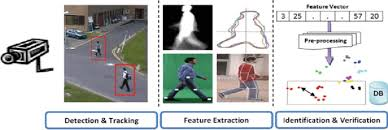 Feature Vector
3 25 . . . 57 20
Pre-processing
DB
Detection & Tracking
Feature Extraction
Identification & Verification